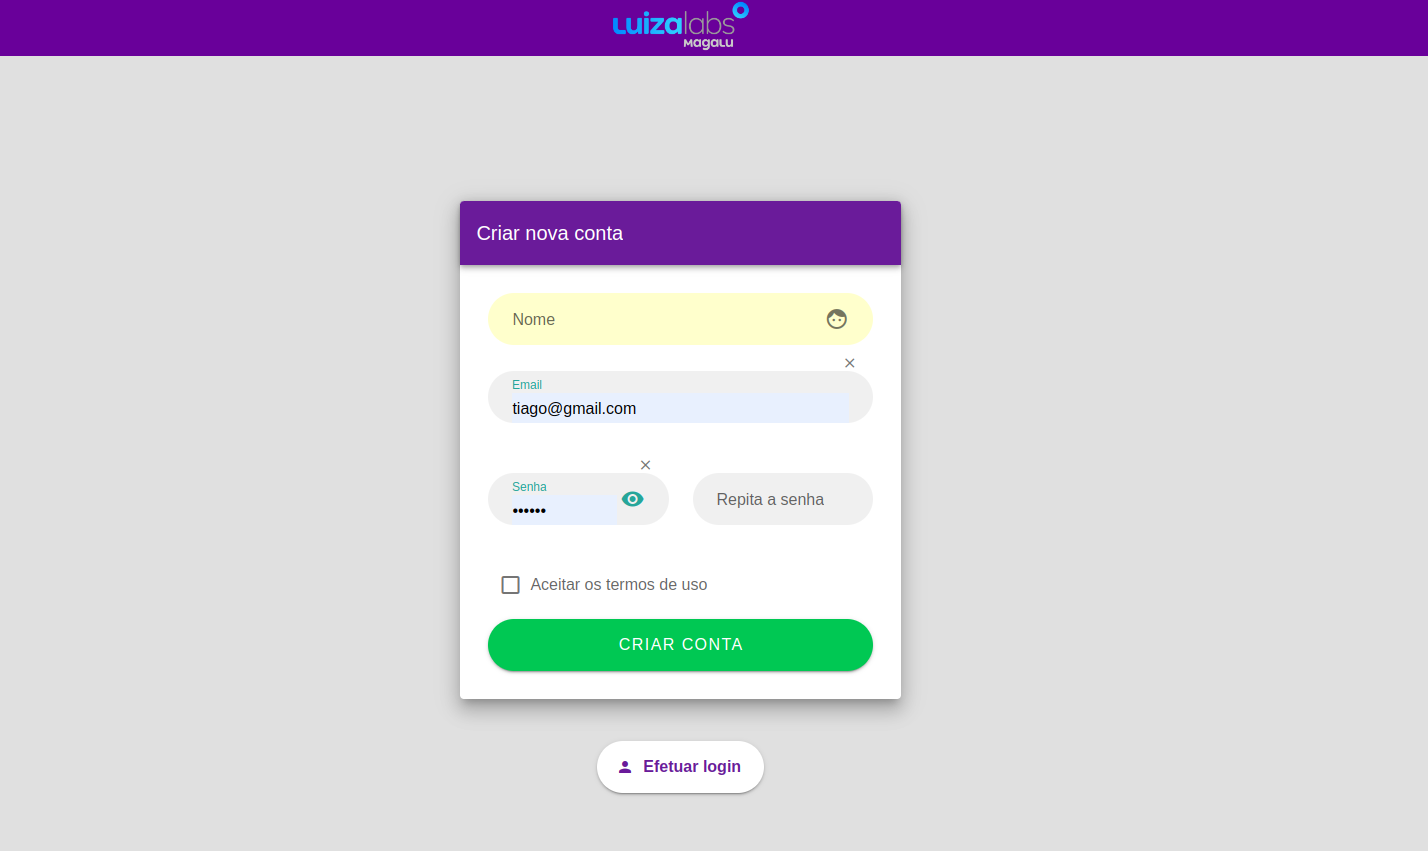 Luizalabs
Magalu
Criar nova conta
Nome
Email
tiago@gmail.com
Senha
••••••
Repita a senha
Aceitar os termos de uso
CRIAR CONTA
Efetuar login